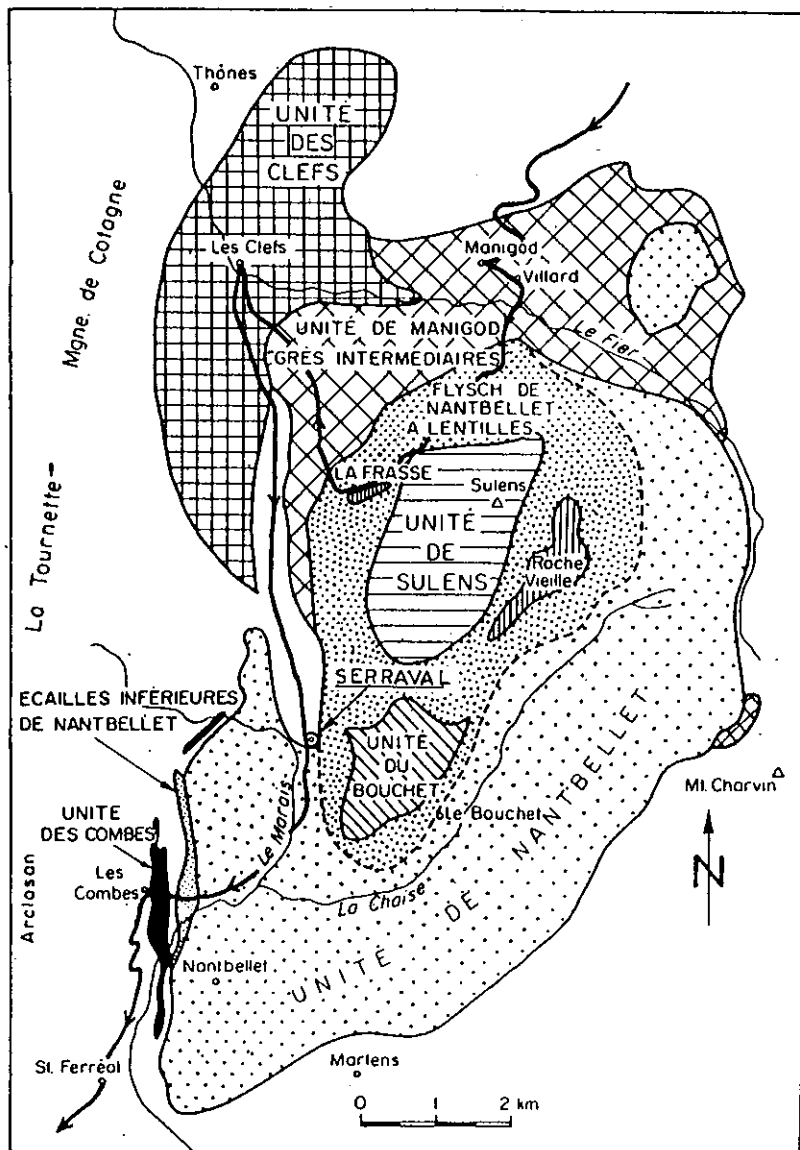 Thônes
UNITÉ
DES
CLEFS
Mgne. de Cotagne
Les Clefs
Manigod
Villard
UNITÉ DE MANIGOD
GRÈS INTERMÉDIAIRES
Le Fier
FLYSCH DE
NANTBELLET
A LENTILLES
LA FRASSE
Sulens
UNITÉ
DE
SULENS
Roche
Vieille
La Tournette-
SERRAVAL
ECAILLES INFÉRIEURES
DE NANTBELLET
UNITÉ
DU
BOUCHET
Le Bouchet
Mt. Charvin
UNITE
DES COMBES
Le Marais
Les
Combes
La Chaise
Arclosan
N
Nantbellet
UNITÉ DE NANTBELLET
St. Ferréol
Marlens
0 1 2 km